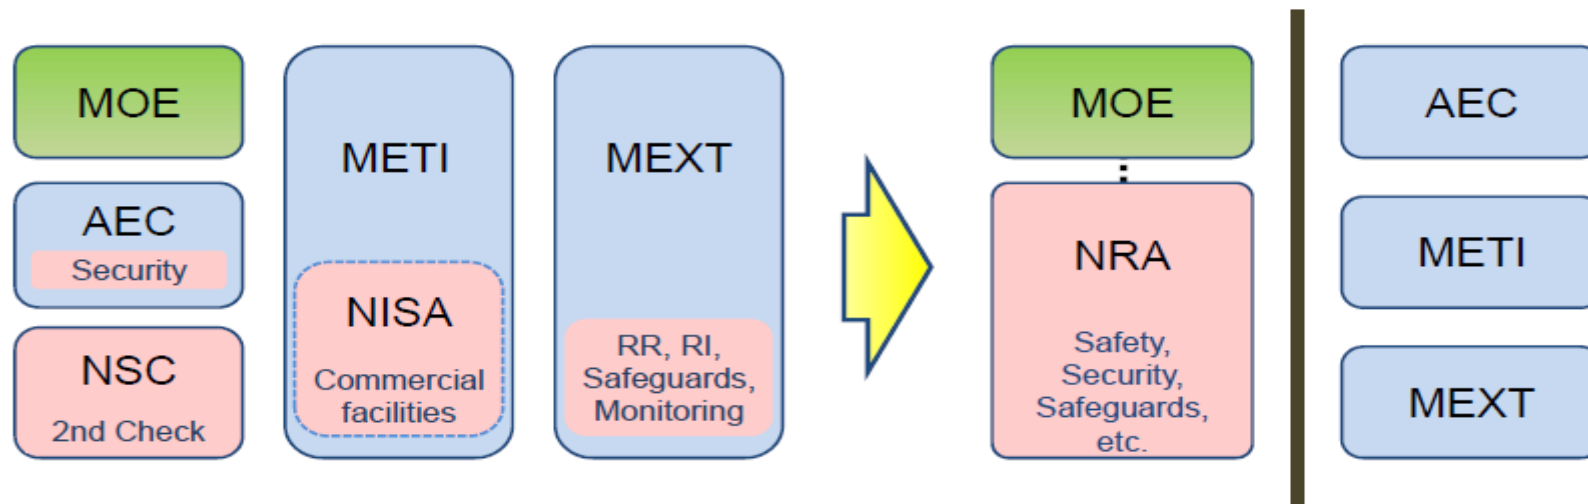 MOE
AEC
Security
NSC
2nd Check
METI
NISA
Commercial
facilities
MEXT
RR, RI,
Safeguards,
Monitoring
MOE
NRA
Safety,
Security,
Safeguards,
etc.
AEC
METI
MEXT